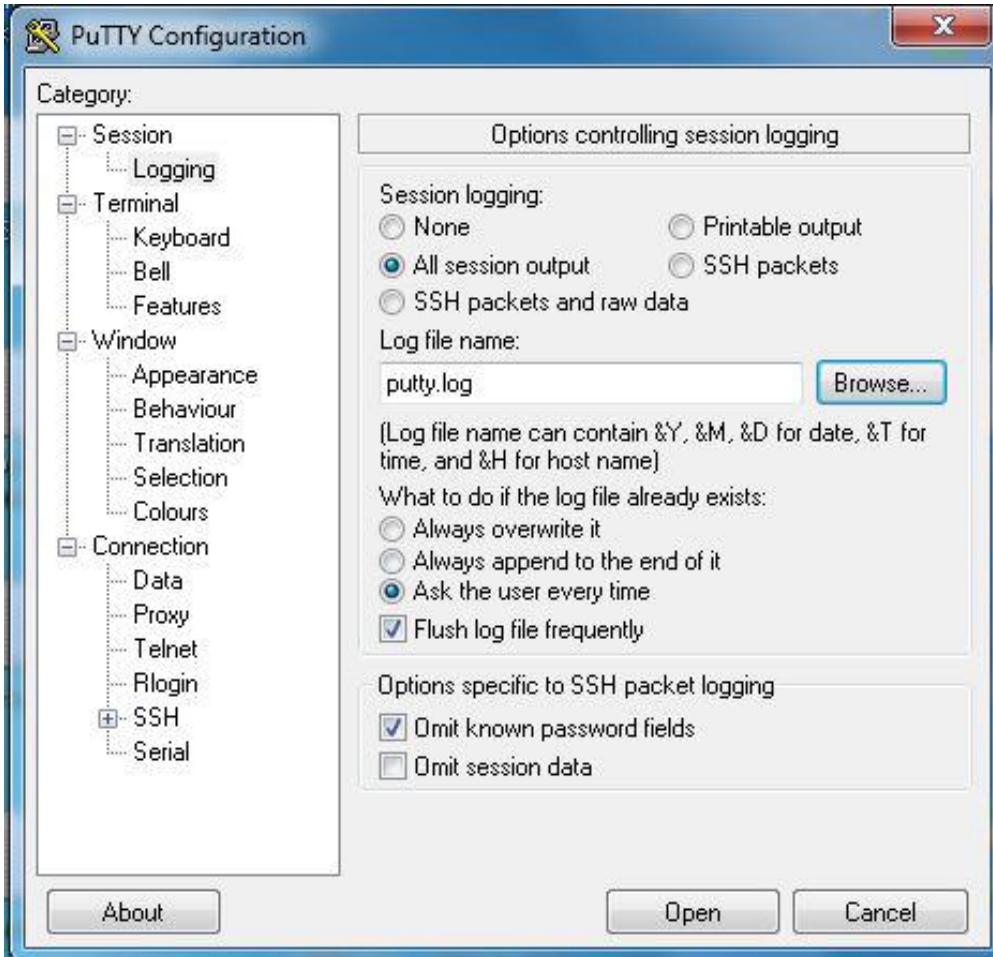 PuTTY Configuration
Category:
Session
Logging
Terminal
Keyboard
Bell
Features
Window
Appearance
Behaviour
Translation
Selection
Colours
Connection
Data
Proxy
Telnet
Rlogin
SSH
Serial
Options controlling session logging
Session logging:
None
Printable output
All session output
SSH packets
SSH packets and raw data
Log file name:
putty.log
Browse...
(Log file name can contain &Y, &M, &D for date, &T for
time, and &H for host name)
What to do if the log file already exists:
Always overwrite it
Always append to the end of it
Ask the user every time
Flush log file frequently
Options specific to SSH packet logging
Omit known password fields
Omit session data
About
Open
Cancel